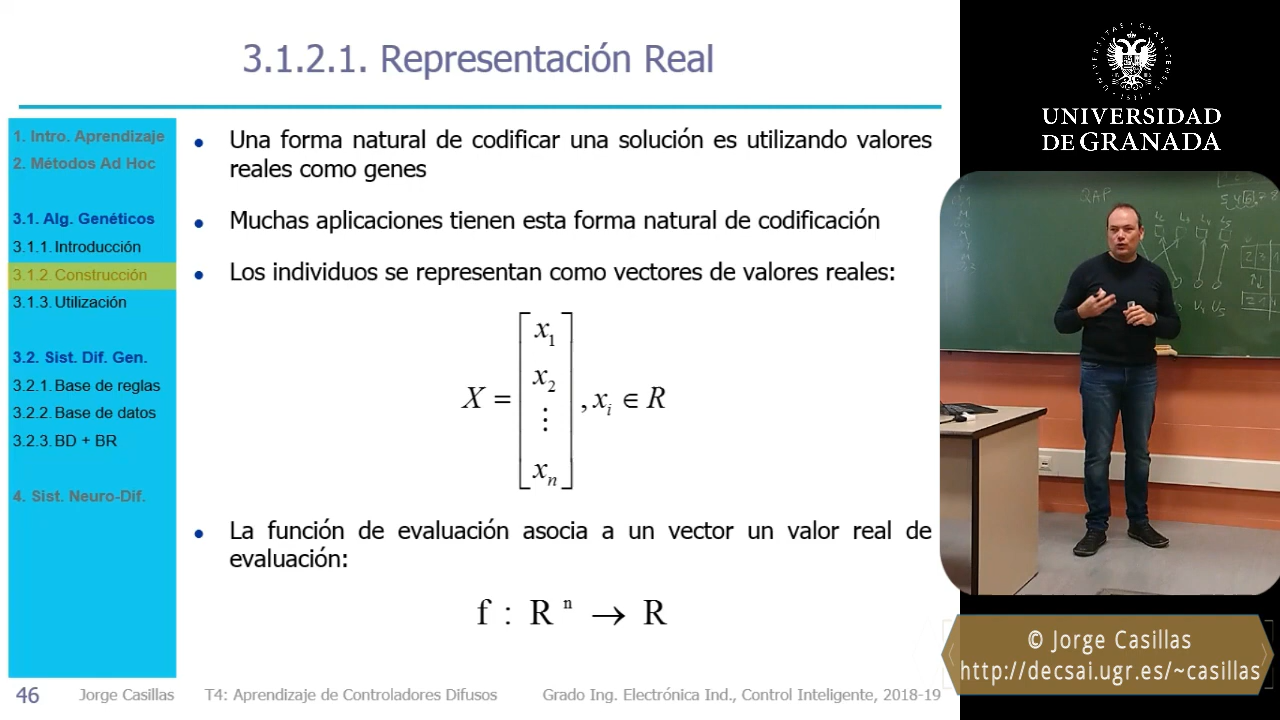 3.1.2.1. Representación Real
1. Intro. Aprendizaje
2. Métodos Ad Hoc
3.1. Alg. Genéticos
3.1.1. Introducción
3.1.2. Construcción
3.1.3. Utilización
3.2. Sist. Dif. Gen.
3.2.1. Base de reglas
3.2.2. Base de datos
3.2.3. BD + BR
4. Sist. Neuro-Dif.
• Una forma natural de codificar una solución es utilizando valores
reales como genes
• Muchas aplicaciones tienen esta forma natural de codificación
• Los individuos se representan como vectores de valores reales:
X = [x₁ x₂ ⋮ xₙ], xᵢ ∈ R
• La función de evaluación asocia a un vector un valor real de
evaluación:
f : R ⁿ → R
46 Jorge Casillas T4: Aprendizaje de Controladores Difusos Grado Ing. Electrónica Ind., Control Inteligente, 2018-19
UNIVERSIDAD
DE GRANADA
QAP
© Jorge Casillas
http://decsai.ugr.es/~casillas